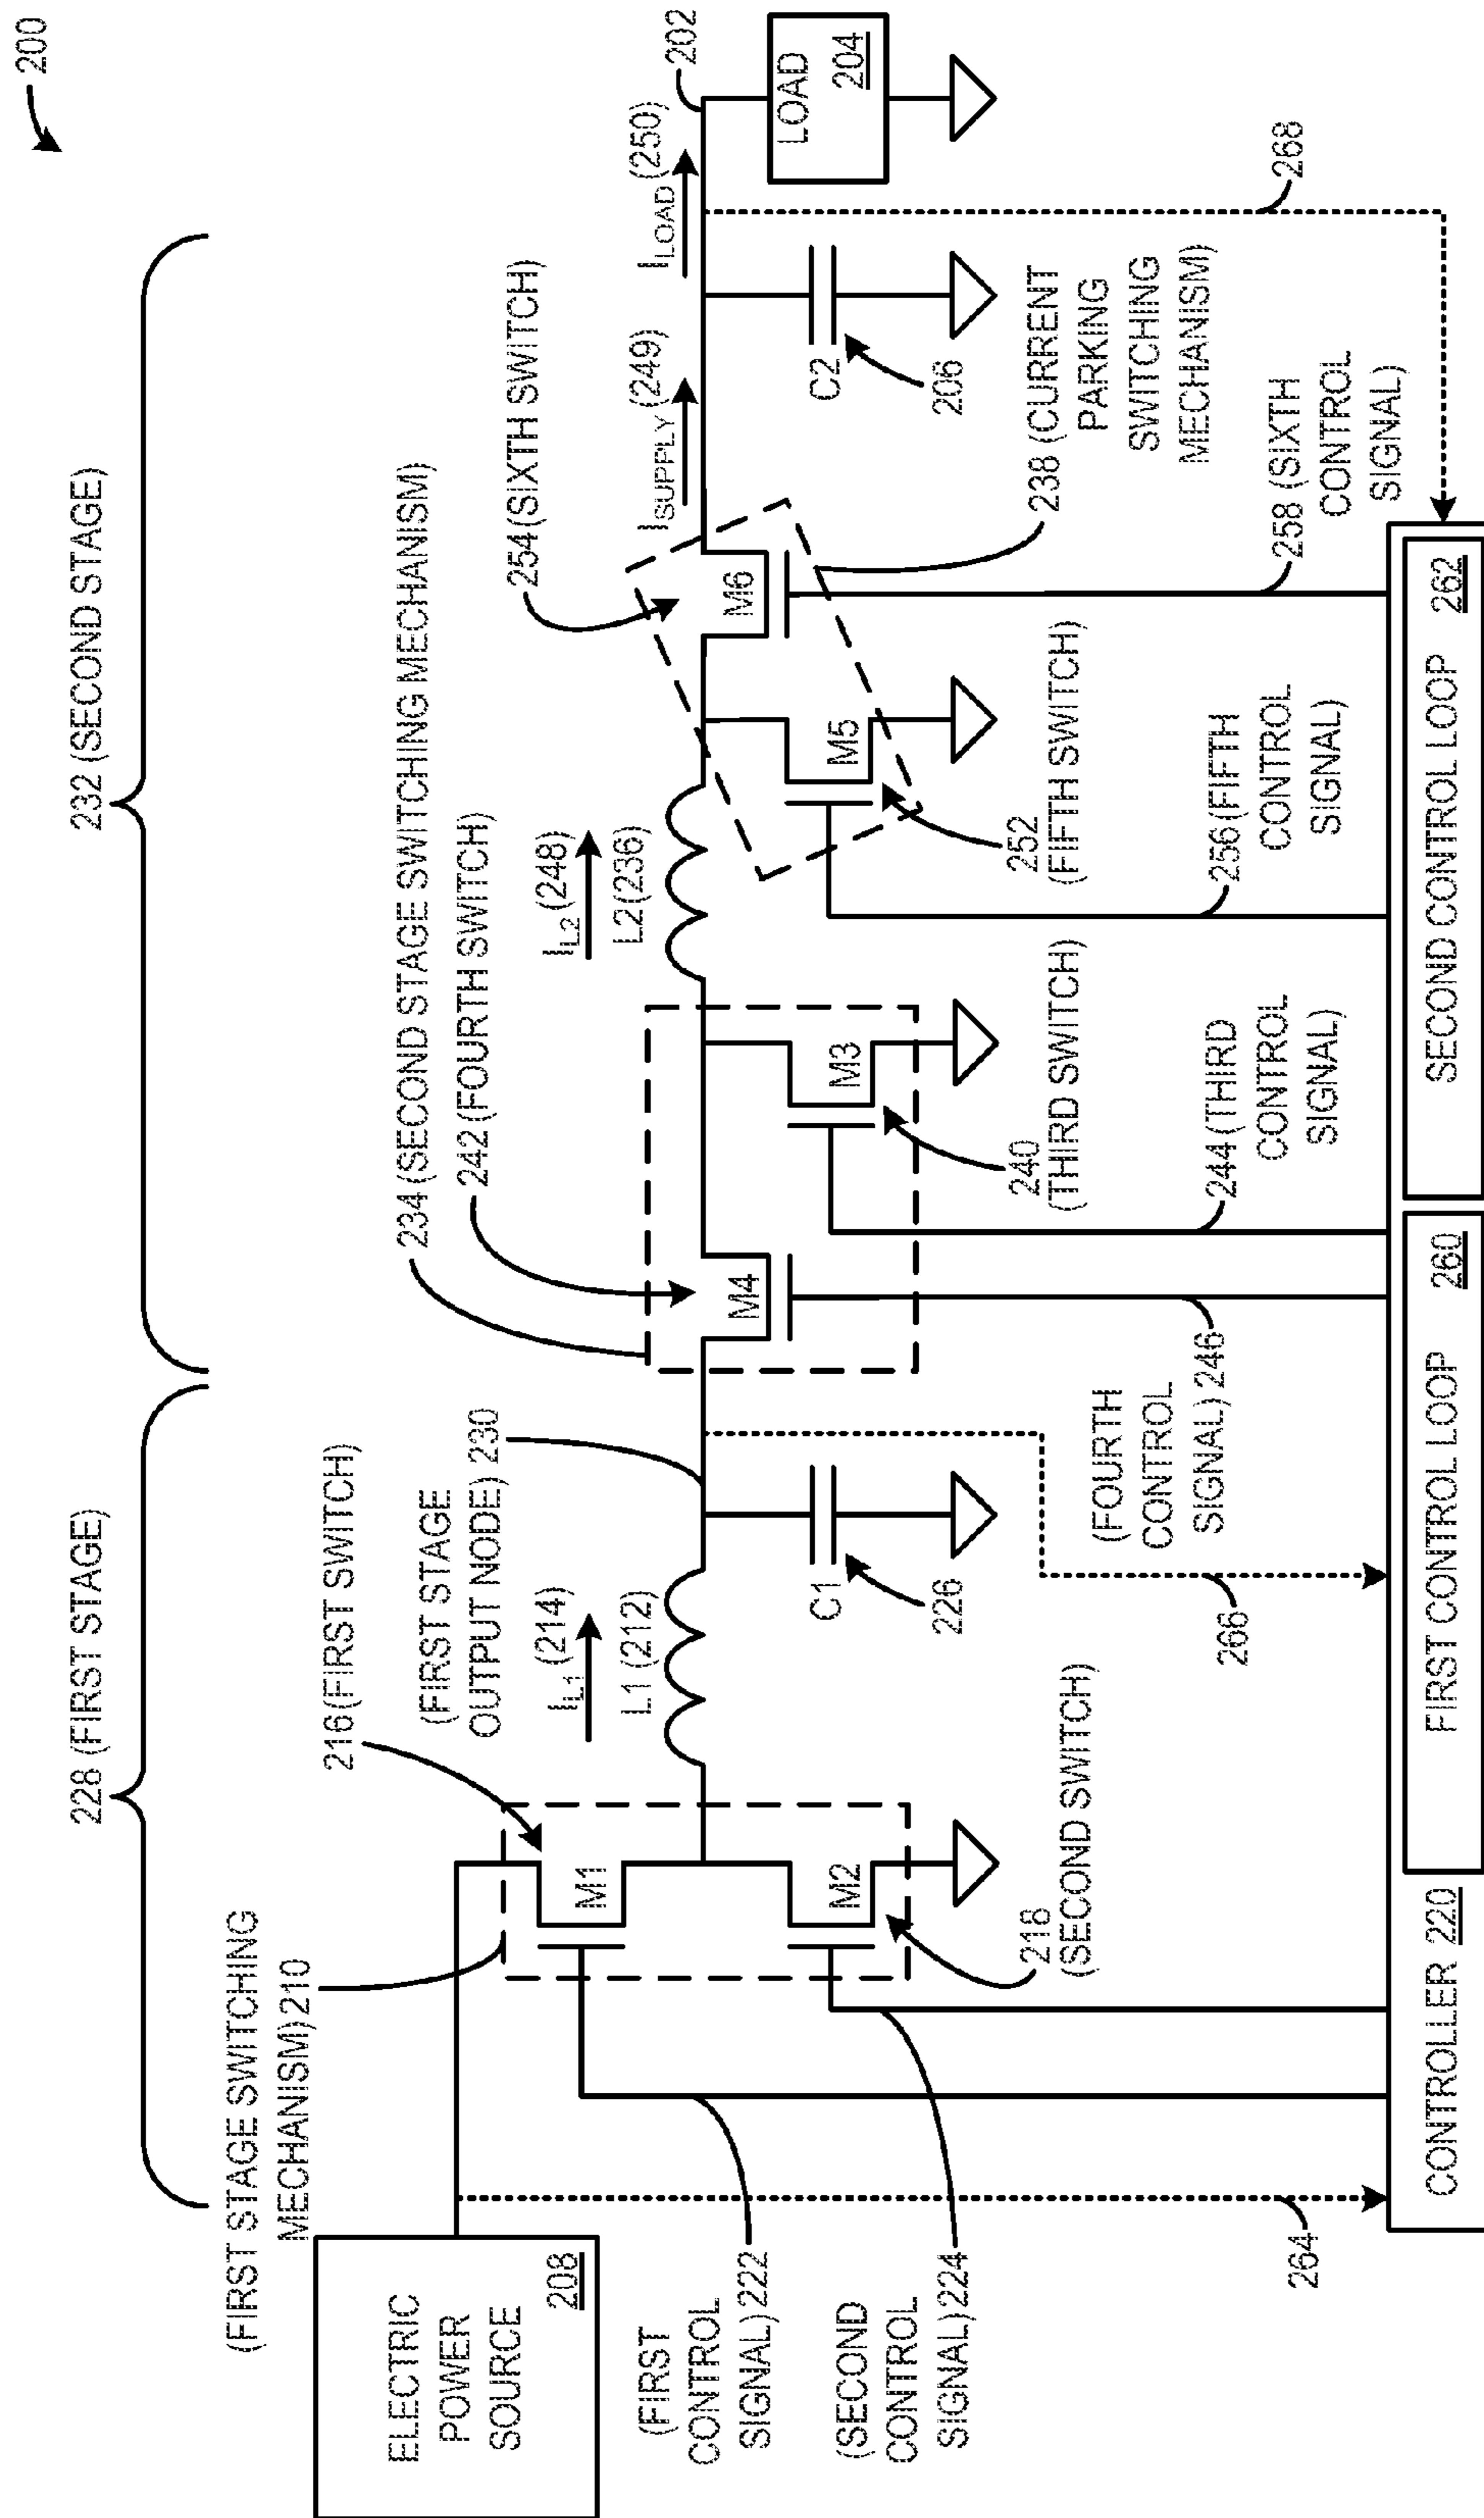 200
228 (FIRST STAGE)
232 (SECOND STAGE)
(FIRST STAGE SWITCHING
MECHANISM) 210
216 (FIRST SWITCH)
(FIRST STAGE
OUTPUT NODE) 230
234 (SECOND STAGE SWITCHING MECHANISM)
242 (FOURTH SWITCH)
254 (SIXTH SWITCH)
ELECTRIC
POWER
SOURCE
208
IL1 (214)
L1 (212)
IL2 (248)
L2 (236)
ISUPPLY (249)
ILOAD (250)
202
LOAD
204
M1
M2
M4
M3
M5
M6
C1
226
C2
206
(FIRST
CONTROL
SIGNAL) 222
(SECOND
CONTROL
SIGNAL) 224
218
(SECOND SWITCH)
240
(THIRD SWITCH)
252
(FIFTH SWITCH)
238 (CURRENT
PARKING
SWITCHING
MECHANISM)
(FOURTH
CONTROL
SIGNAL) 246
244 (THIRD
CONTROL
SIGNAL)
256 (FIFTH
CONTROL
SIGNAL)
258 (SIXTH
CONTROL
SIGNAL)
264
266
268
CONTROLLER 220
FIRST CONTROL LOOP
260
SECOND CONTROL LOOP
262